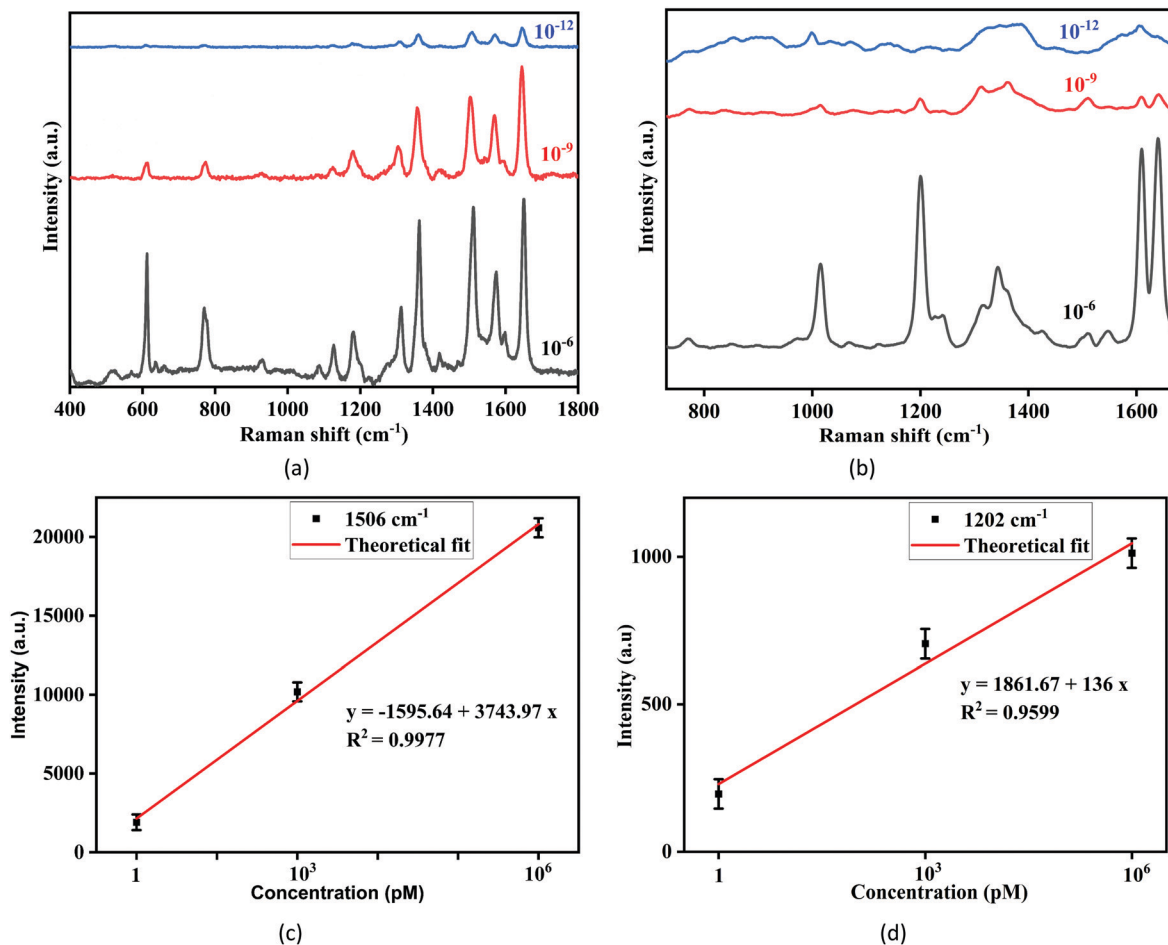 10⁻¹²
10⁻⁹
10⁻⁶
Intensity (a.u.)
400 600 800 1000 1200 1400 1600 1800
Raman shift (cm⁻¹)
(a)
10⁻¹²
10⁻⁹
10⁻⁶
Intensity (a.u.)
800 1000 1200 1400 1600
Raman shift (cm⁻¹)
(b)
1506 cm⁻¹
Theoretical fit
20000
15000
10000
5000
0
Intensity (a.u.)
y = -1595.64 + 3743.97 x
R² = 0.9977
1 10³ 10⁶
Concentration (pM)
(c)
1202 cm⁻¹
Theoretical fit
1000
500
0
Intensity (a.u)
y = 1861.67 + 136 x
R² = 0.9599
1 10³ 10⁶
Concentration (pM)
(d)